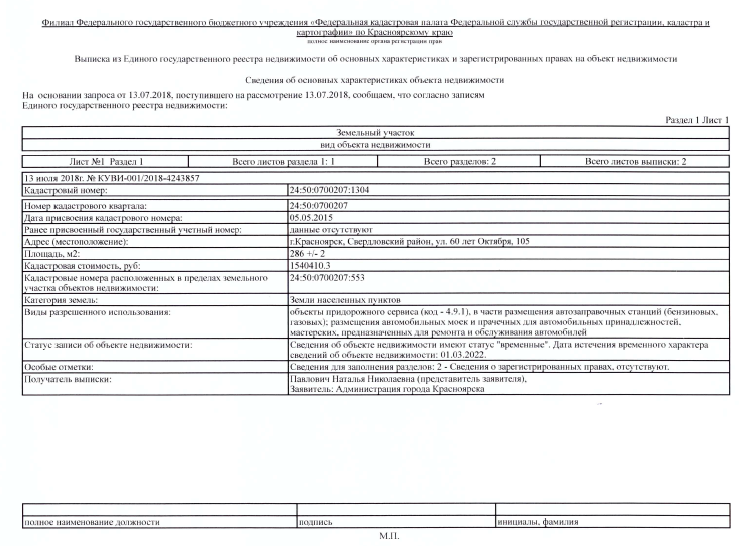 Филиал Федерального государственного бюджетного учреждения «Федеральная кадастровая палата Федеральной службы государственной регистрации, кадастра и
картографии» по Красноярскому краю
полное наименование органа регистрации прав
Выписка из Единого государственного реестра недвижимости об основных характеристиках и зарегистрированных правах на объект недвижимости
Сведения об основных характеристиках объекта недвижимости
На основании запроса от 13.07.2018, поступившего на рассмотрение 13.07.2018, сообщаем, что согласно записям
Единого государственного реестра недвижимости:
Раздел 1 Лист 1
Земельный участок
вид объекта недвижимости
Лист №1 Раздел 1 Всего листов раздела 1: 1 Всего разделов: 2 Всего листов выписки: 2
13 июля 2018г. № КУВИ-001/2018-4243857
Кадастровый номер: 24:50:0700207:1304
Номер кадастрового квартала: 24:50:0700207
Дата присвоения кадастрового номера: 05.05.2015
Ранее присвоенный государственный учетный номер: данные отсутствуют
Адрес (местоположение): г.Красноярск, Свердловский район, ул. 60 лет Октября, 105
Площадь, м2: 286 +/- 2
Кадастровая стоимость, руб: 1540410.3
Кадастровые номера расположенных в пределах земельного 24:50:0700207:553
участка объектов недвижимости:
Категория земель: Земли населенных пунктов
Виды разрешенного использования: объекты придорожного сервиса (код - 4.9.1), в части размещения автозаправочных станций (бензиновых,
газовых); размещения автомобильных моек и прачечных для автомобильных принадлежностей,
мастерских, предназначенных для ремонта и обслуживания автомобилей
Статус записи об объекте недвижимости: Сведения об объекте недвижимости имеют статус "временные". Дата истечения временного характера
сведений об объекте недвижимости: 01.03.2022.
Особые отметки: Сведения для заполнения разделов: 2 - Сведения о зарегистрированных правах, отсутствуют.
Получатель выписки: Павлович Наталья Николаевна (представитель заявителя),
Заявитель: Администрация города Красноярска
полное наименование должности подпись инициалы, фамилия
М.П.